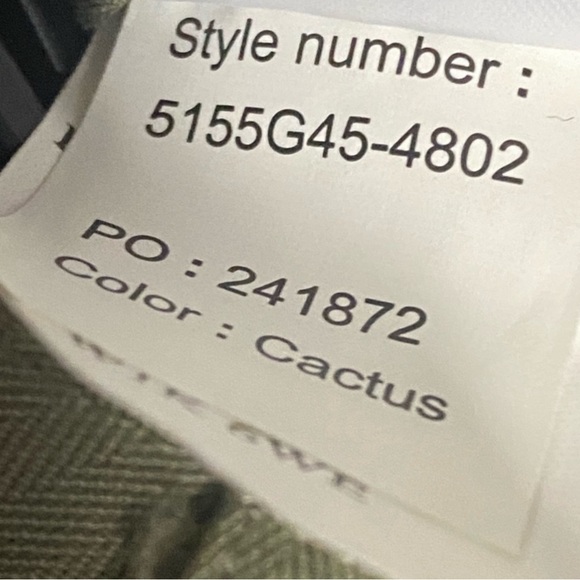 Style number :
5155G45-4802
PO : 241872
Color : Cactus